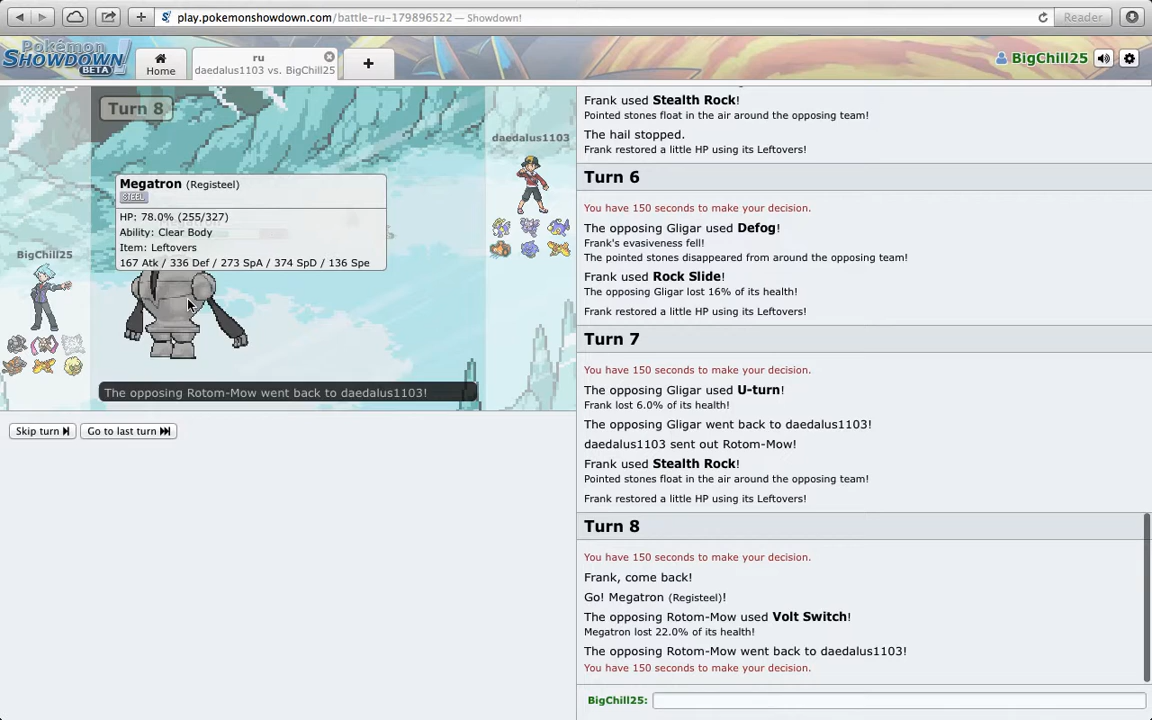 play.pokemonshowdown.com/battle-ru-179896522 — Showdown!
Reader
Pokémon
SHOWDOWN!
BETA
Home
ru
daedalus1103 vs. BigChill25
BigChill25
Turn 8
daedalus1103
Megatron (Registeel)
STEEL
HP: 78.0% (255/327)
Ability: Clear Body
Item: Leftovers
167 Atk / 336 Def / 273 SpA / 374 SpD / 136 Spe
BigChill25
The opposing Rotom-Mow went back to daedalus1103!
Skip turn
Go to last turn
Frank used Stealth Rock!
Pointed stones float in the air around the opposing team!
The hail stopped.
Frank restored a little HP using its Leftovers!
Turn 6
You have 150 seconds to make your decision.
The opposing Gligar used Defog!
Frank's evasiveness fell!
The pointed stones disappeared from around the opposing team!
Frank used Rock Slide!
The opposing Gligar lost 16% of its health!
Frank restored a little HP using its Leftovers!
Turn 7
You have 150 seconds to make your decision.
The opposing Gligar used U-turn!
Frank lost 6.0% of its health!
The opposing Gligar went back to daedalus1103!
daedalus1103 sent out Rotom-Mow!
Frank used Stealth Rock!
Pointed stones float in the air around the opposing team!
Frank restored a little HP using its Leftovers!
Turn 8
You have 150 seconds to make your decision.
Frank, come back!
Go! Megatron (Registeel)!
The opposing Rotom-Mow used Volt Switch!
Megatron lost 22.0% of its health!
The opposing Rotom-Mow went back to daedalus1103!
You have 150 seconds to make your decision.
BigChill25: